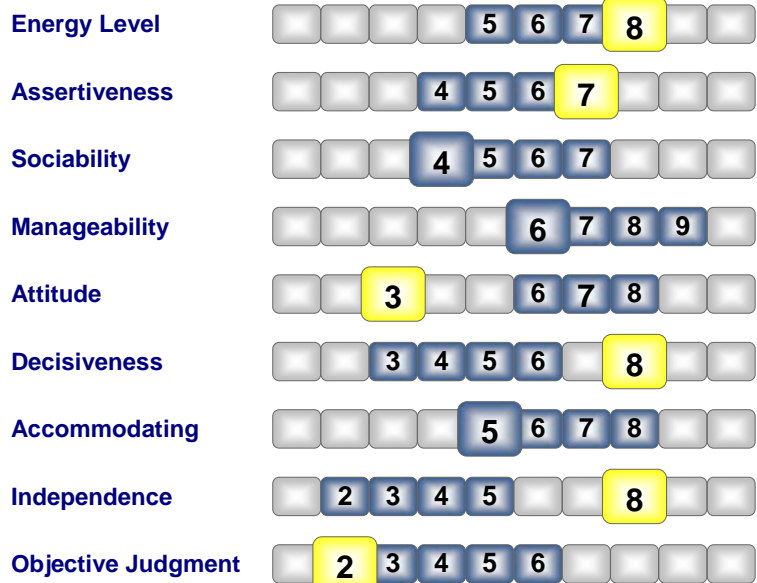 Energy Level 5 6 7 8
Assertiveness 4 5 6 7
Sociability 4 5 6 7
Manageability 6 7 8 9
Attitude 3 6 7 8
Decisiveness 3 4 5 6 8
Accommodating 5 6 7 8
Independence 2 3 4 5 8
Objective Judgment 2 3 4 5 6